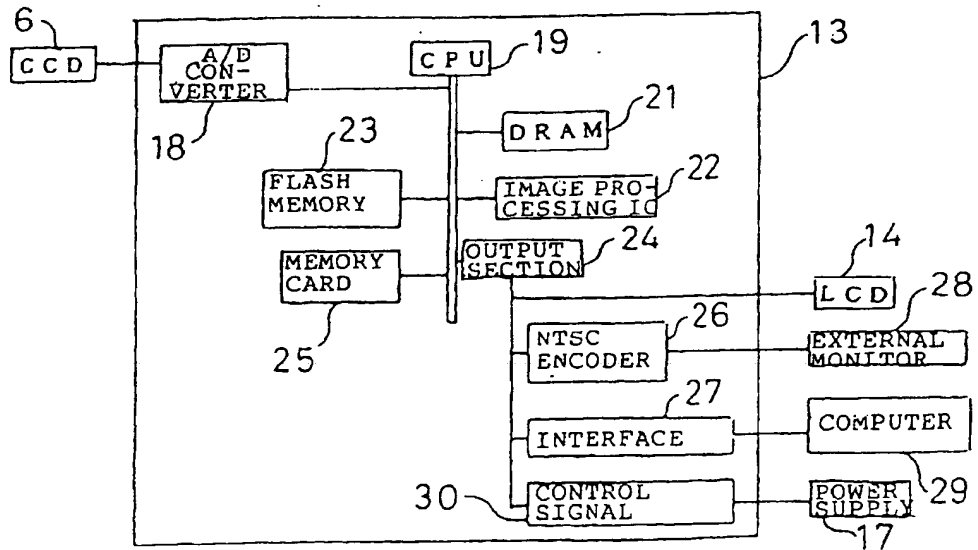 6
CCD
A/D
CON-
VERTER
18
CPU
19
13
DRAM
21
23
FLASH
MEMORY
IMAGE PRO-
CESSING IC
22
MEMORY
CARD
25
OUTPUT
SECTION
24
14
LCD
NTSC
ENCODER
26
28
EXTERNAL
MONITOR
27
INTERFACE
COMPUTER
29
30
CONTROL
SIGNAL
POWER
SUPPLY
17